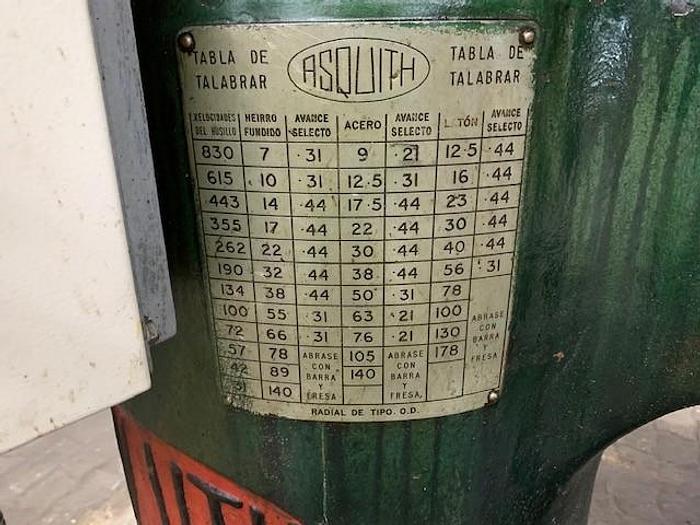 TABLA DE TALABRAR
ASQUITH
TABLA DE TALABRAR
VELOCIDADES DEL HUSILLO HEIRRO FUNDIDO AVANCE SELECTO ACERO AVANCE SELECTO LATÓN AVANCE SELECTO
830 7 .31 9 .21 12.5 .44
615 10 .31 12.5 .31 16 .44
443 14 .44 17.5 .44 23 .44
355 17 .44 22 .44 30 .44
262 22 .44 30 .44 40 .44
190 32 .44 38 .44 56 .31
134 38 .44 50 .31 78
100 55 .31 63 .21 100
72 66 .31 76 .21 130
57 78 105 178
42 89 140
31 140
ABRASE CON BARRA Y FRESA
ABRASE CON BARRA Y FRESA.
ABRASE CON BARRA Y FRESA
RADIAL DE TIPO. O.D.